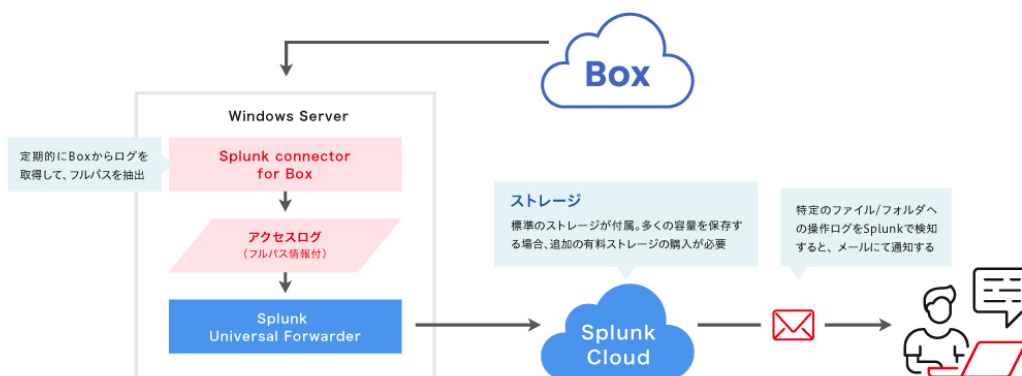 Box
Windows Server
定期的にBoxからログを
取得して、フルパスを抽出
Splunk connector
for Box
アクセスログ
（フルパス情報付）
Splunk
Universal Forwarder
ストレージ
標準のストレージが付属。多くの容量を保存す
る場合、追加の有料ストレージの購入が必要
Splunk
Cloud
特定のファイル/フォルダへ
の操作ログをSplunkで検知
すると、メールにて通知する